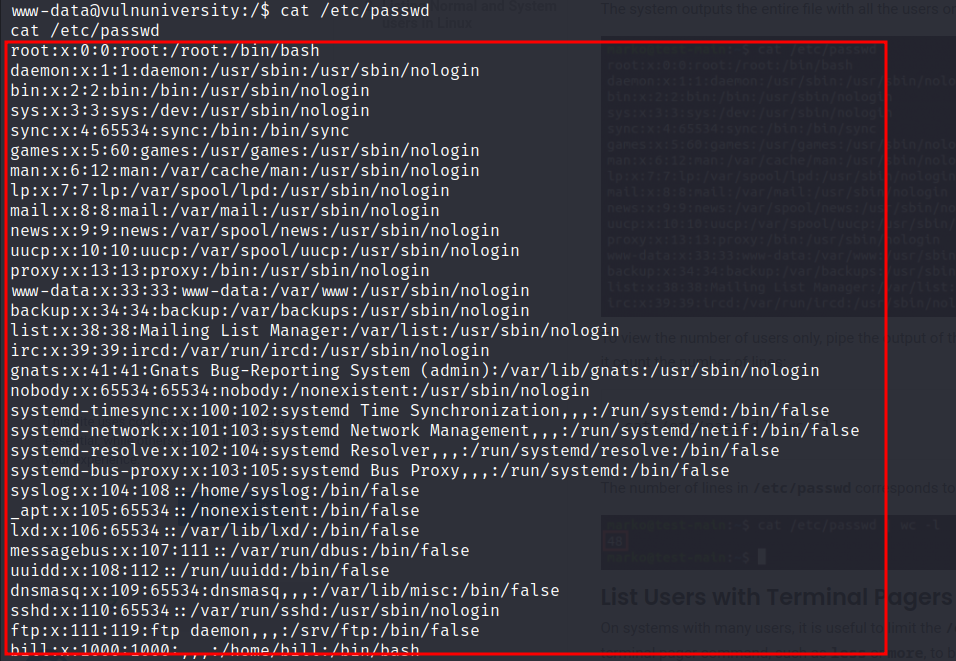 www-data@vulnuniversity:/$ cat /etc/passwd
cat /etc/passwd
root:x:0:0:root:/root:/bin/bash
daemon:x:1:1:daemon:/usr/sbin:/usr/sbin/nologin
bin:x:2:2:bin:/bin:/usr/sbin/nologin
sys:x:3:3:sys:/dev:/usr/sbin/nologin
sync:x:4:65534:sync:/bin:/bin/sync
games:x:5:60:games:/usr/games:/usr/sbin/nologin
man:x:6:12:man:/var/cache/man:/usr/sbin/nologin
lp:x:7:7:lp:/var/spool/lpd:/usr/sbin/nologin
mail:x:8:8:mail:/var/mail:/usr/sbin/nologin
news:x:9:9:news:/var/spool/news:/usr/sbin/nologin
uucp:x:10:10:uucp:/var/spool/uucp:/usr/sbin/nologin
proxy:x:13:13:proxy:/bin:/usr/sbin/nologin
www-data:x:33:33:www-data:/var/www:/usr/sbin/nologin
backup:x:34:34:backup:/var/backups:/usr/sbin/nologin
list:x:38:38:Mailing List Manager:/var/list:/usr/sbin/nologin
irc:x:39:39:ircd:/var/run/ircd:/usr/sbin/nologin
gnats:x:41:41:Gnats Bug-Reporting System (admin):/var/lib/gnats:/usr/sbin/nologin
nobody:x:65534:65534:nobody:/nonexistent:/usr/sbin/nologin
systemd-timesync:x:100:102:systemd Time Synchronization,,,:/run/systemd:/bin/false
systemd-network:x:101:103:systemd Network Management,,,:/run/systemd/netif:/bin/false
systemd-resolve:x:102:104:systemd Resolver,,,:/run/systemd/resolve:/bin/false
systemd-bus-proxy:x:103:105:systemd Bus Proxy,,,:/run/systemd:/bin/false
syslog:x:104:108::/home/syslog:/bin/false
_apt:x:105:65534::/nonexistent:/bin/false
lxd:x:106:65534::/var/lib/lxd/:/bin/false
messagebus:x:107:111::/var/run/dbus:/bin/false
uuidd:x:108:112::/run/uuidd:/bin/false
dnsmasq:x:109:65534:dnsmasq,,,:/var/lib/misc:/bin/false
sshd:x:110:65534::/var/run/sshd:/usr/sbin/nologin
ftp:x:111:119:ftp daemon,,,:/srv/ftp:/bin/false
bill:x:1000:1000:,,,:/home/bill:/bin/bash
The system outputs the entire file with all the users on
To view the number of users only, pipe the output of th
The number of lines in /etc/passwd corresponds to
cat /etc/passwd | wc -l
48
List Users with Terminal Pagers
On systems with many users, it is useful to limit the